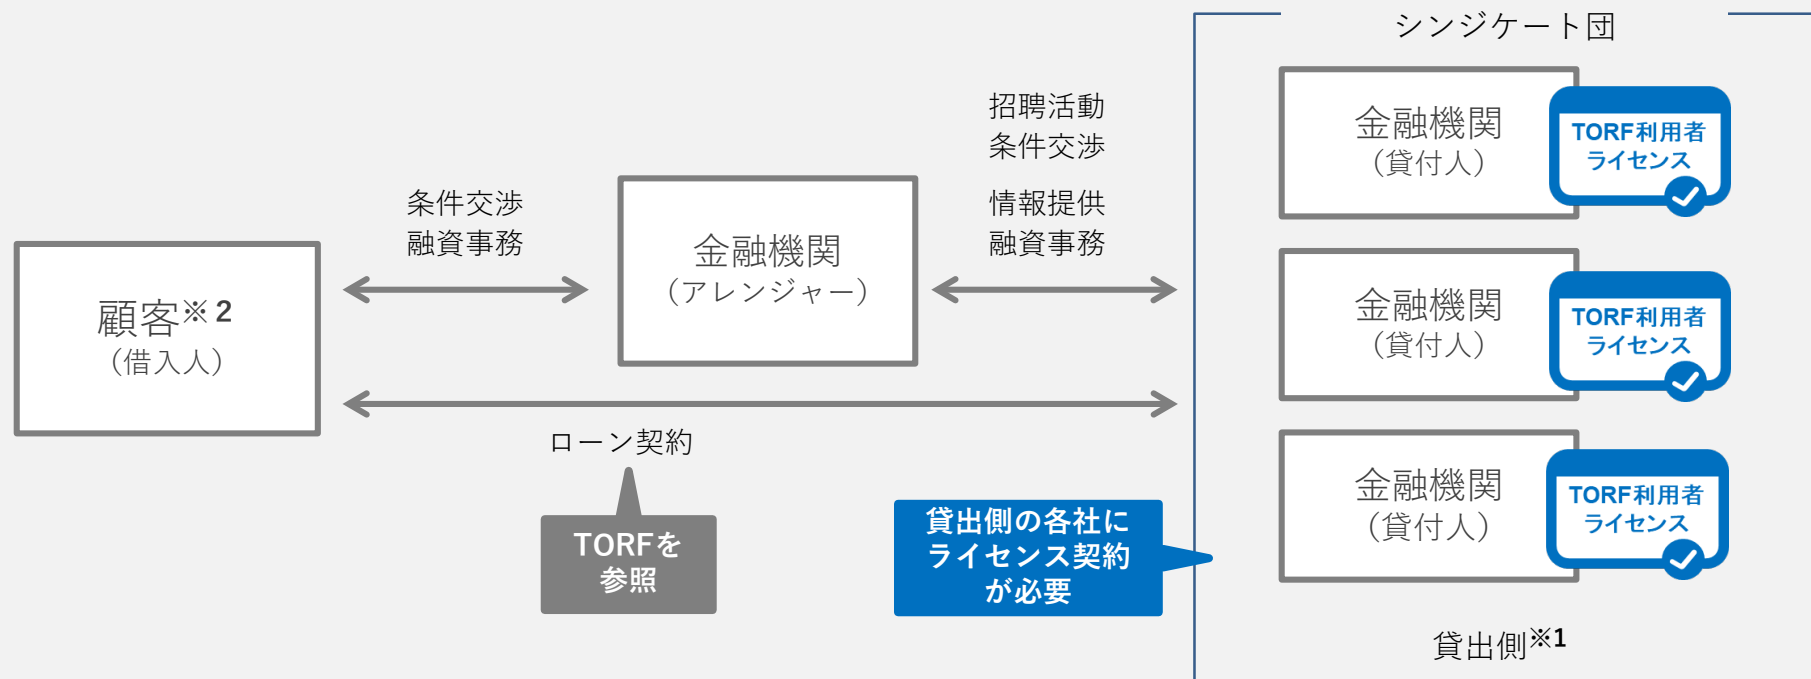 シンジケート団
招聘活動
条件交渉
情報提供
融資事務
条件交渉
融資事務
顧客※2
（借入人）
金融機関
（アレンジャー）
金融機関
（貸付人）
TORF利用者
ライセンス
金融機関
（貸付人）
TORF利用者
ライセンス
金融機関
（貸付人）
TORF利用者
ライセンス
ローン契約
TORFを
参照
貸出側の各社に
ライセンス契約
が必要
貸出側※1